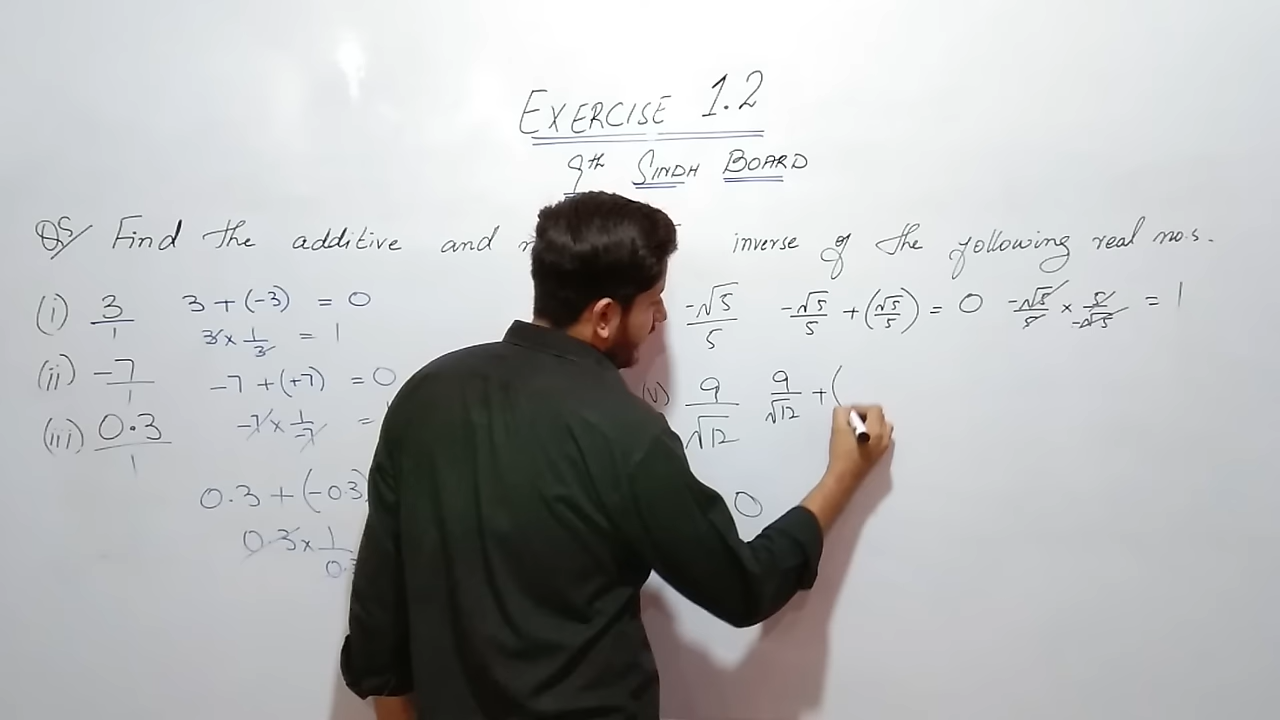 EXERCISE 1.2
9th SINDH BOARD
Q5/ Find the additive and inverse of the following real no.s.
(i) 3/1 3 + (-3) = 0
3 × 1/3 = 1
(ii) -7/1 -7 + (+7) = 0
-7 × 1/-7 =
(iii) 0.3/1
0.3 + (-0.3)
0.3 × 1/0.3
-√5/5 -√5/5 + (√5/5) = 0 -√5/5 × 5/-√5 = 1
(v) 9/√12 9/√12 + (
0